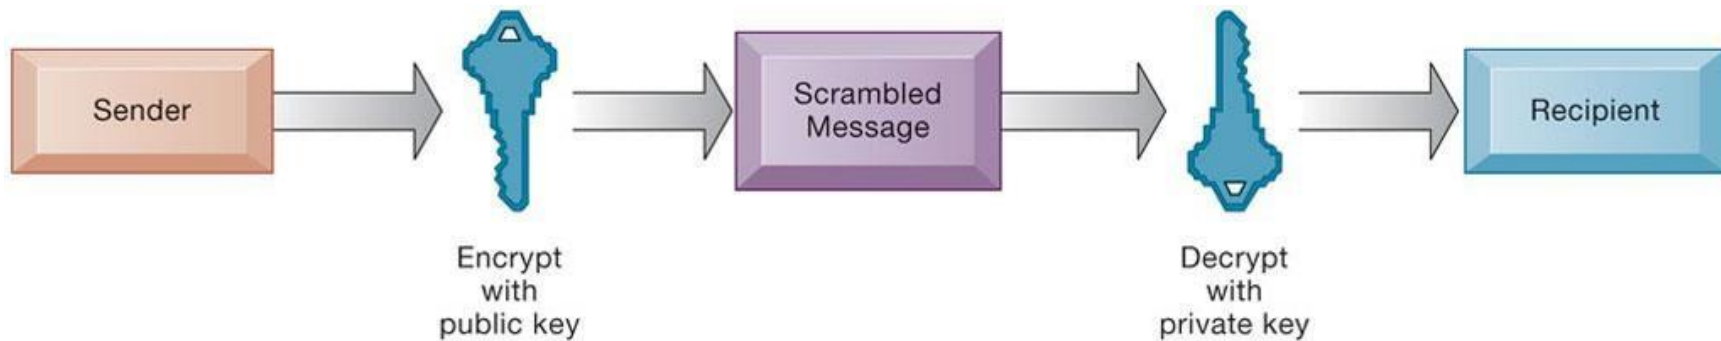 Sender
Encrypt
with
public key
Scrambled
Message
Decrypt
with
private key
Recipient